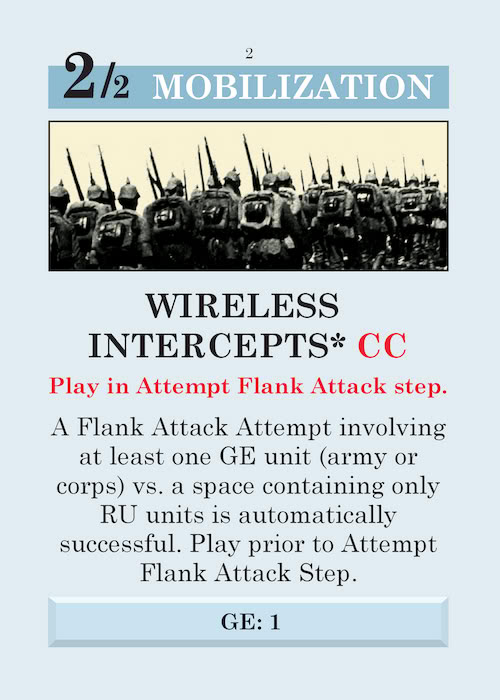 2
2/2 MOBILIZATION
WIRELESS
INTERCEPTS* CC
Play in Attempt Flank Attack step.
A Flank Attack Attempt involving
at least one GE unit (army or
corps) vs. a space containing only
RU units is automatically
successful. Play prior to Attempt
Flank Attack Step.
GE: 1